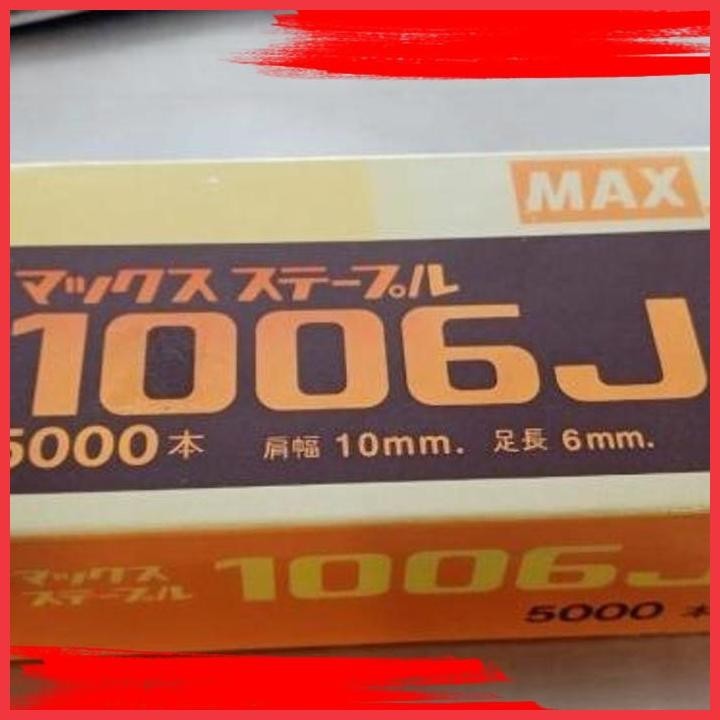 MAX
マックス ステープル
1006J
5000本 肩幅 10mm. 足長 6mm.
マックス
ステープル
1006J
5000 本